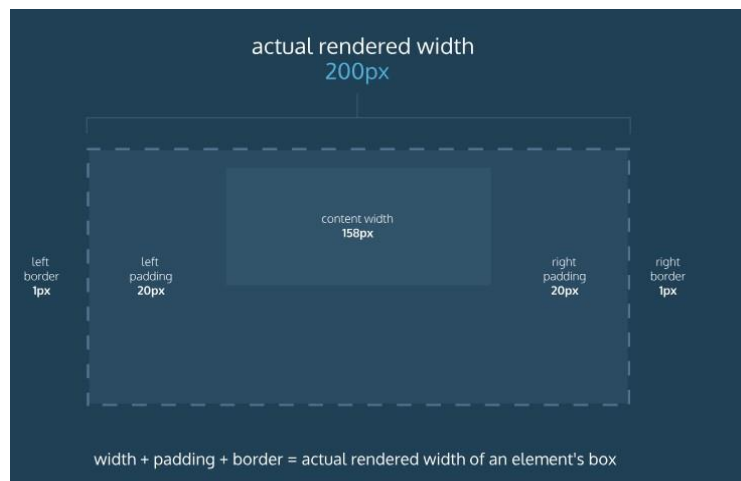 actual rendered width
200px
content width
158px
left
border
1px
left
padding
20px
right
padding
20px
right
border
1px
width + padding + border = actual rendered width of an element's box